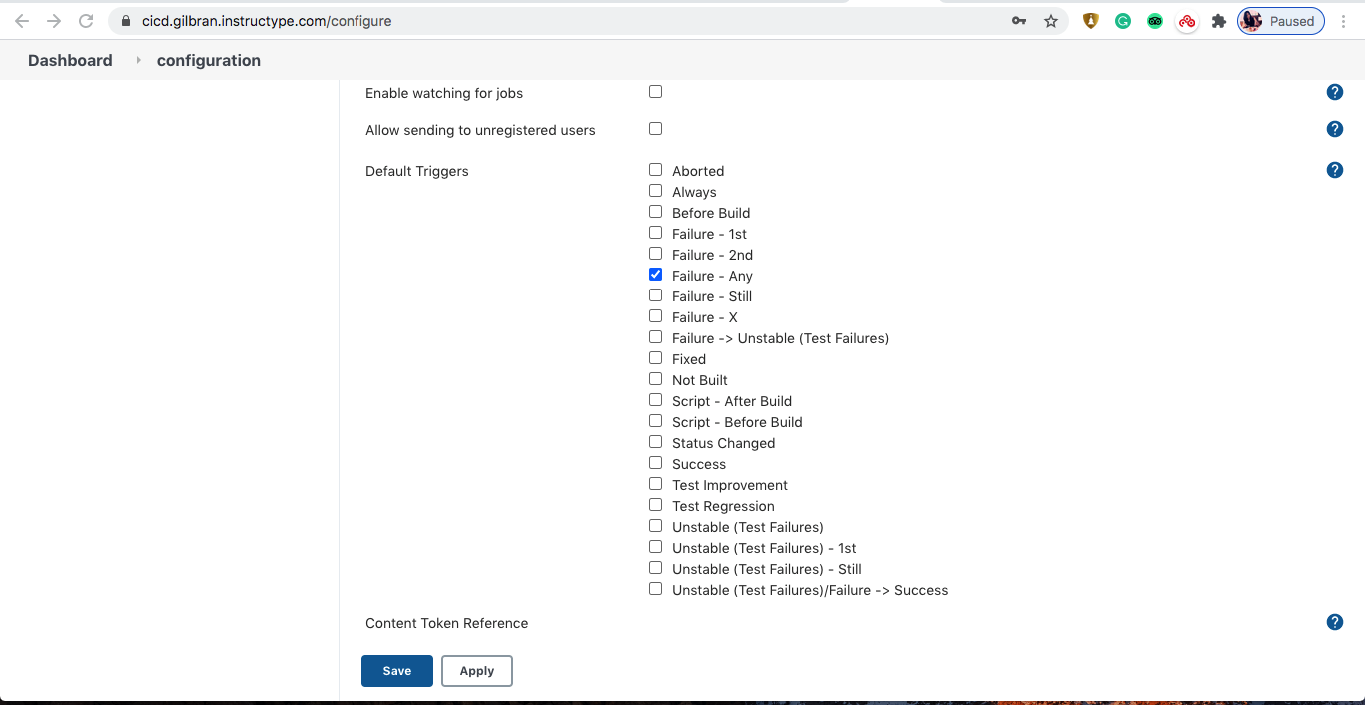 cicd.gilbran.instructype.com/configure
Paused
Dashboard configuration
Enable watching for jobs
Allow sending to unregistered users
Default Triggers
Aborted
Always
Before Build
Failure - 1st
Failure - 2nd
Failure - Any
Failure - Still
Failure - X
Failure -> Unstable (Test Failures)
Fixed
Not Built
Script - After Build
Script - Before Build
Status Changed
Success
Test Improvement
Test Regression
Unstable (Test Failures)
Unstable (Test Failures) - 1st
Unstable (Test Failures) - Still
Unstable (Test Failures)/Failure -> Success
Content Token Reference
Save Apply